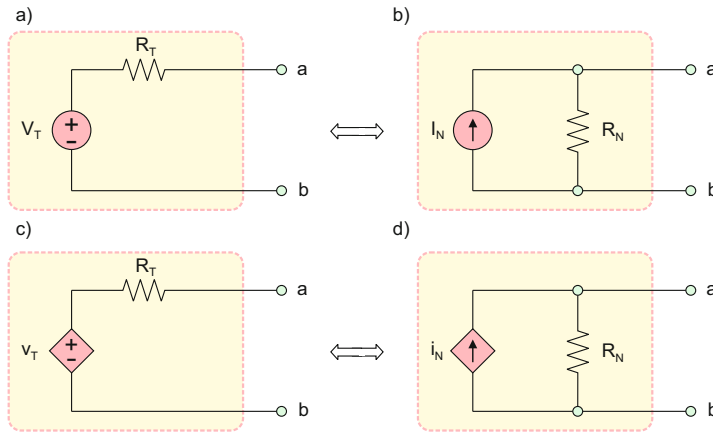 a)
R_T
a
V_T
+
−
b
b)
I_N
R_N
a
b
c)
R_T
a
v_T
+
−
b
d)
i_N
R_N
a
b